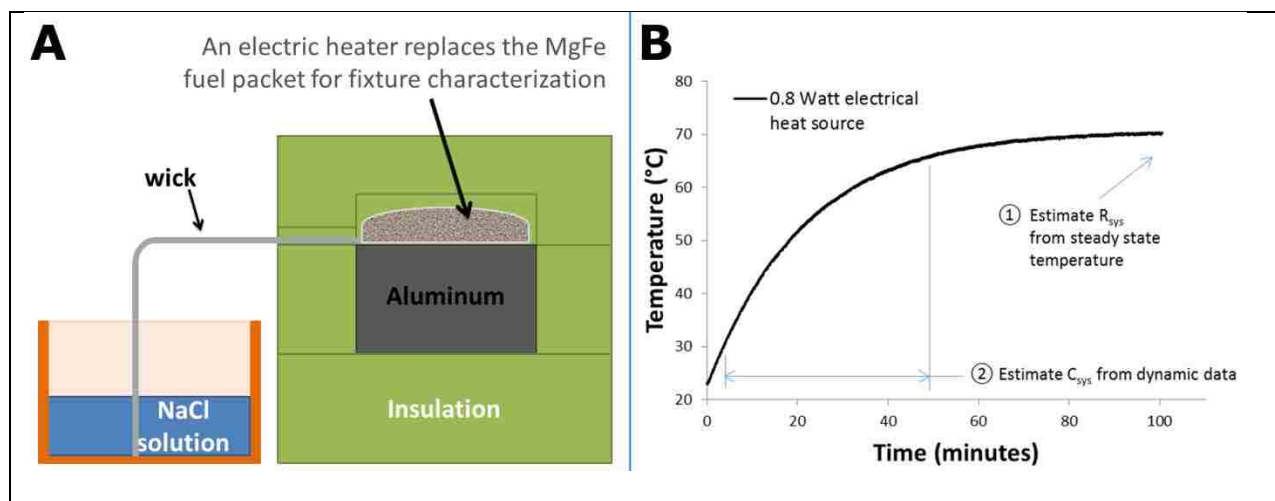 A
An electric heater replaces the MgFe
fuel packet for fixture characterization
wick
Aluminum
NaCl
solution
Insulation
B
80
70
60
50
40
30
20
Temperature (°C)
0.8 Watt electrical
heat source
① Estimate Rsys
from steady state
temperature
② Estimate Csys from dynamic data
0 20 40 60 80 100
Time (minutes)